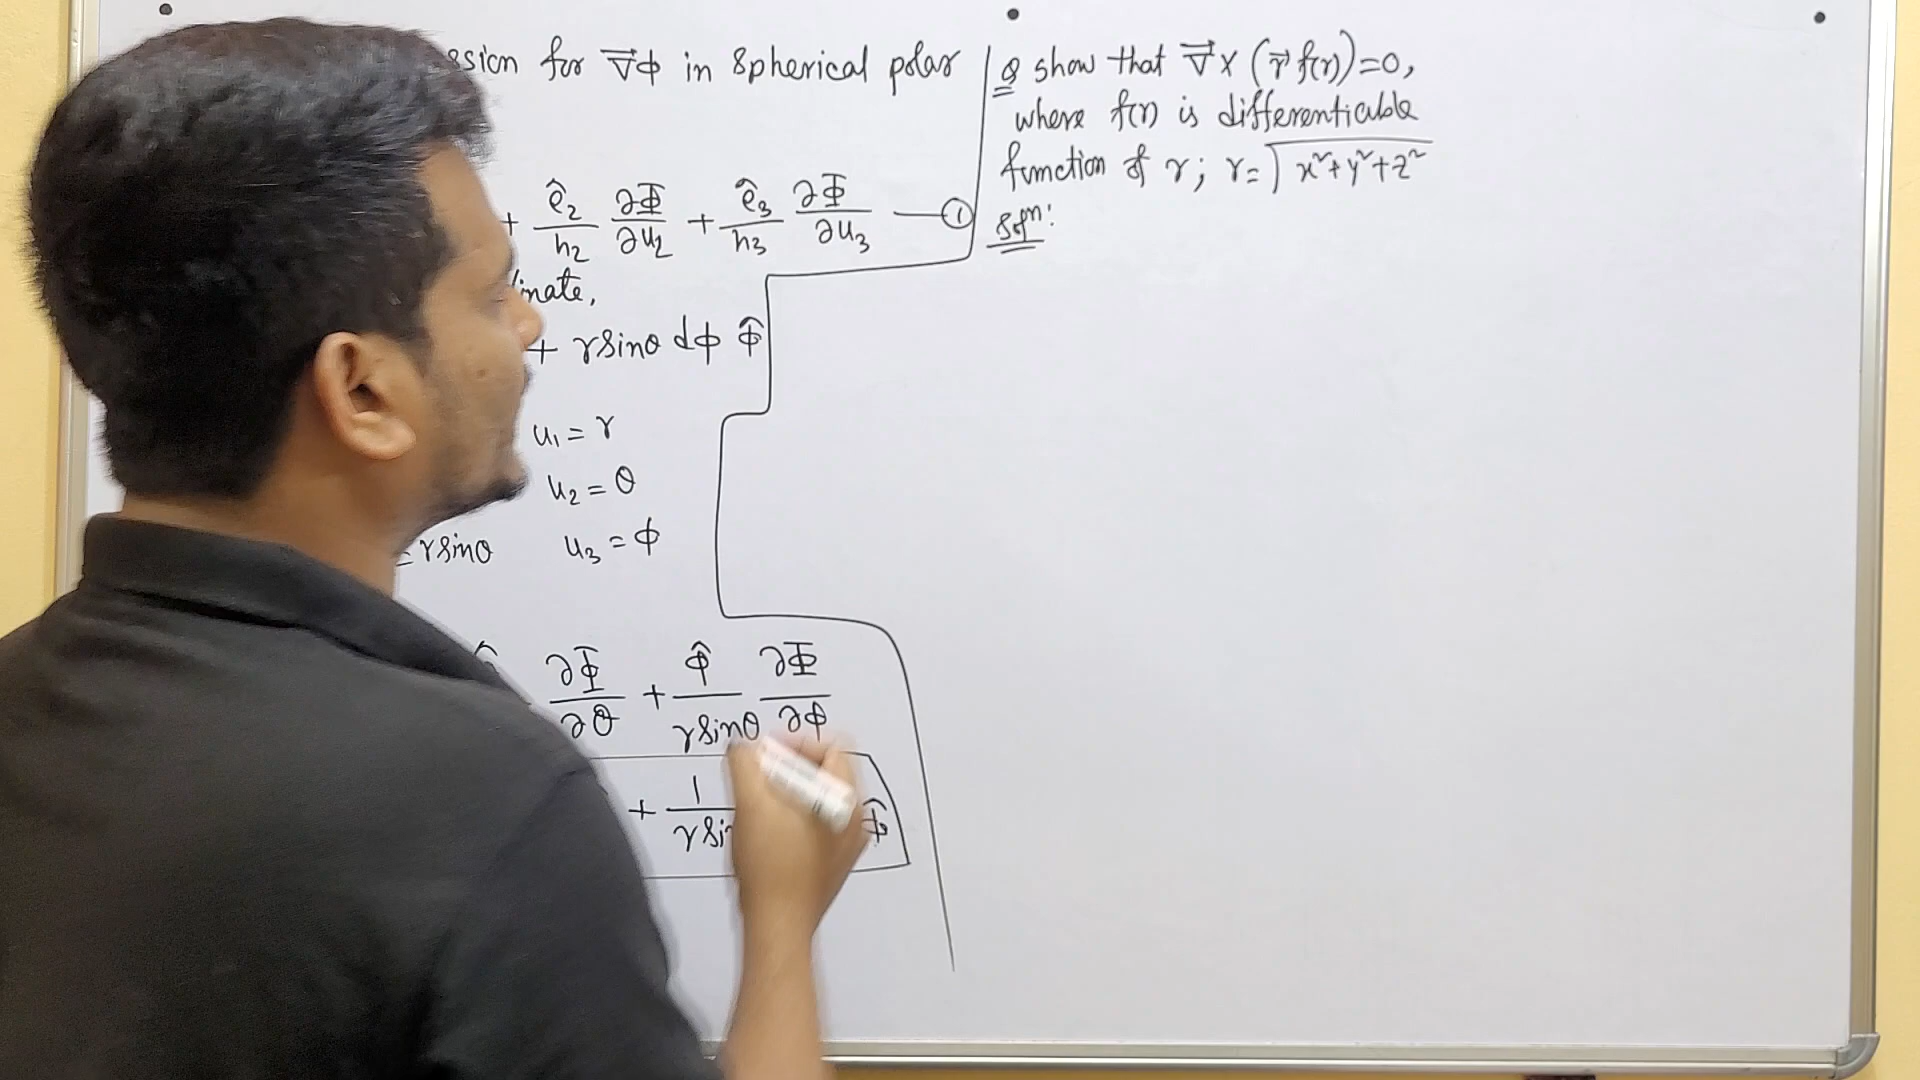 ssion for ∇⃗ϕ in spherical polar
+ ê₂/h₂ ∂Φ/∂u₂ + ê₃/h₃ ∂Φ/∂u₃ —①
inate,
+ r sinθ dϕ ϕ̂
u₁ = r
u₂ = θ
= r sinθ u₃ = ϕ
∂Φ/∂θ + ϕ̂/(r sinθ) ∂Φ/∂ϕ
+ 1/(r si ϕ̂
Q show that ∇⃗ × (r⃗ f(r)) = 0,
where f(r) is differentiable
function of r; r = √(x²+y²+z²)
Solⁿ: